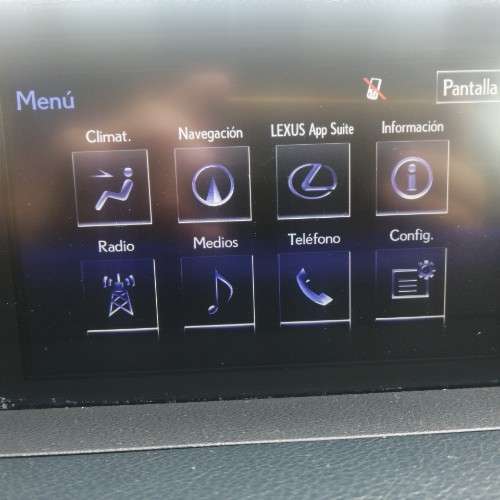 Menú
Pantalla
Climat.
Navegación
LEXUS App Suite
Información
Radio
Medios
Teléfono
Config.